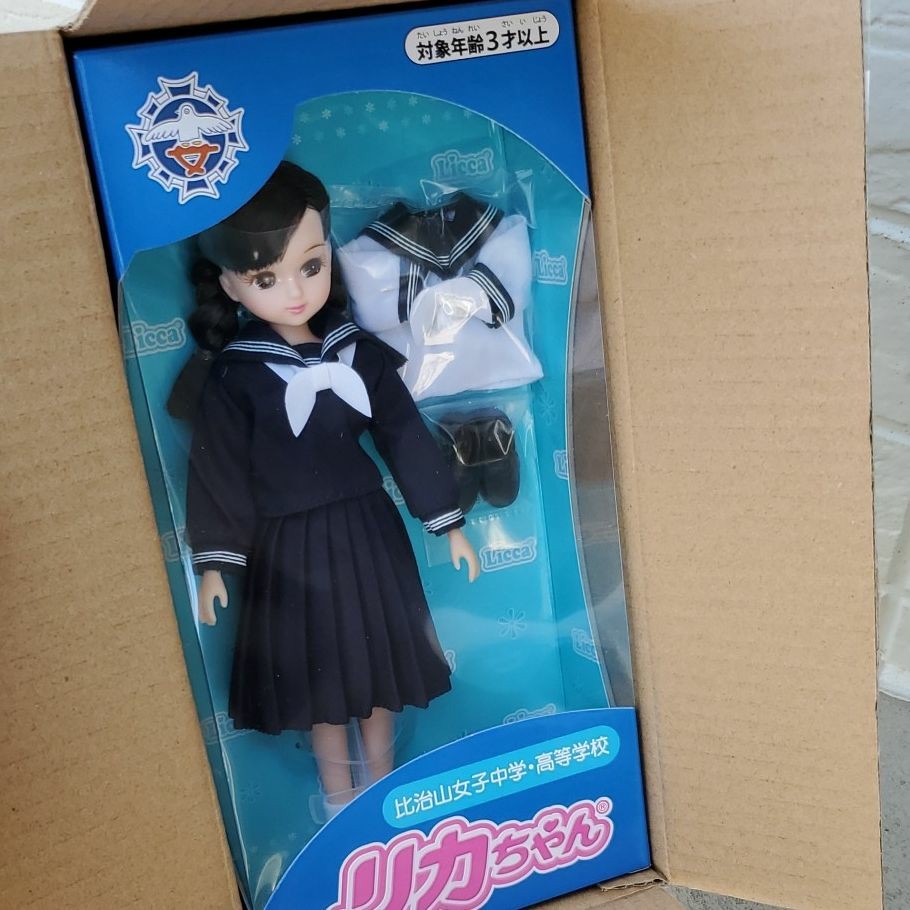 たいしょうねんれい さいいじょう
対象年齢3才以上
女
Licca
Licca
Licca
Licca
Licca
比治山女子中学・高等学校
リカちゃん®